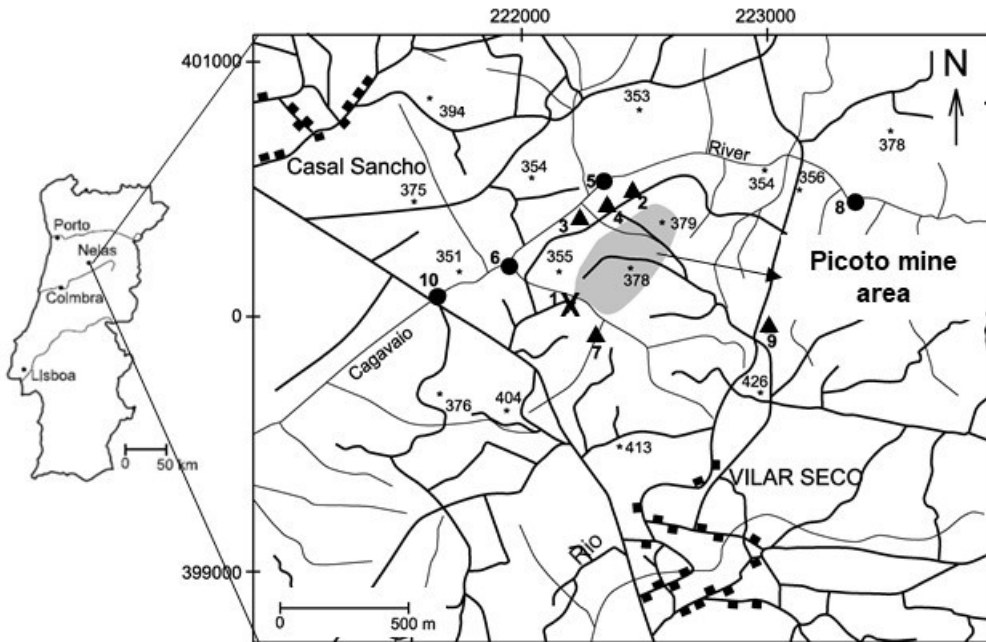 222000
223000
401000
N
353
394
378
River
Casal Sancho
354
354
356
375
5
2
8
4
3
379
Porto
Nelas
6
351
355
Picoto mine
area
378
10
1
X
Coimbra
0
9
7
Cagavaio
Lisboa
426
376
404
413
0 50 km
VILAR SECO
Rio
399000
0 500 m